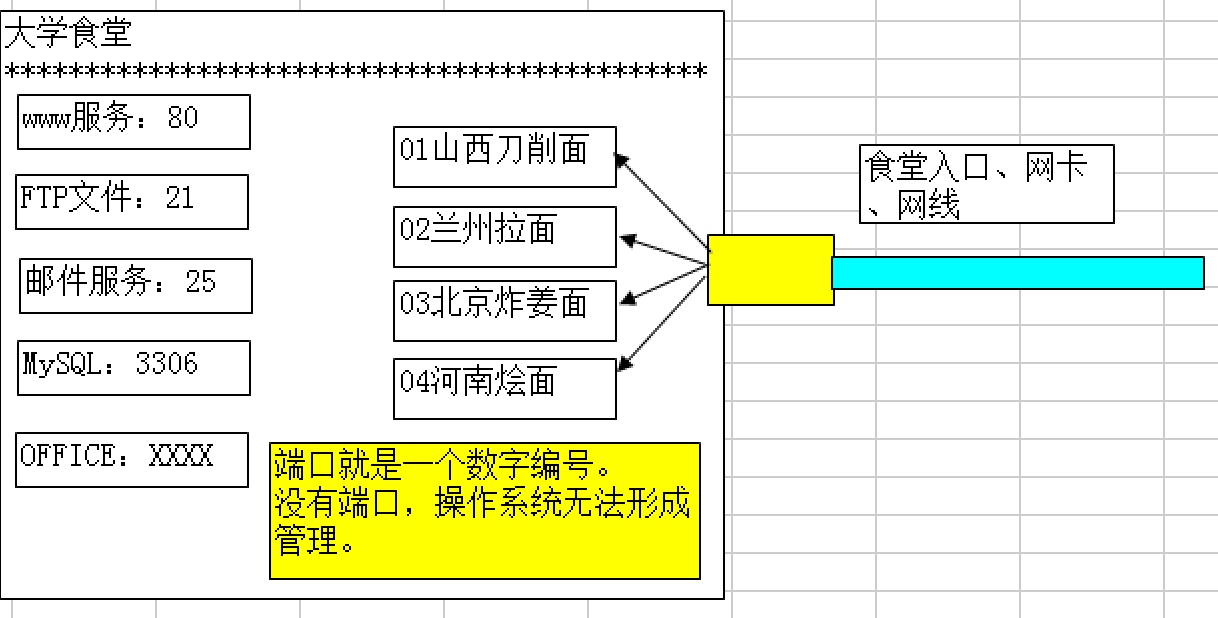 大学食堂
********************************************
www服务：80
FTP文件：21
邮件服务：25
MySQL：3306
OFFICE：XXXX
01山西刀削面
02兰州拉面
03北京炸姜面
04河南烩面
端口就是一个数字编号。
没有端口，操作系统无法形成
管理。
食堂入口、网卡
、网线